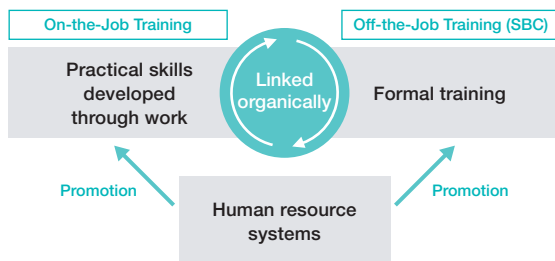 On-the-Job Training
Off-the-Job Training (SBC)
Practical skills
developed
through work
Linked
organically
Formal training
Promotion
Promotion
Human resource
systems